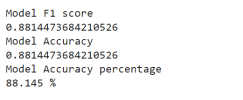 Model F1 score
0.8814473684210526
Model Accuracy
0.8814473684210526
Model Accuracy percentage
88.145 %